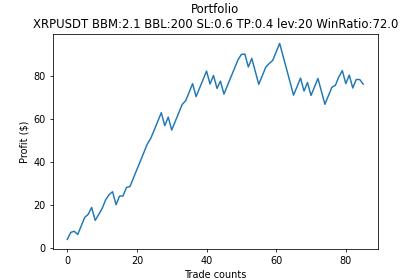 Portfolio
XRPUSDT BBM:2.1 BBL:200 SL:0.6 TP:0.4 lev:20 WinRatio:72.0
80
60
40
20
0
Profit ($)
0 20 40 60 80
Trade counts